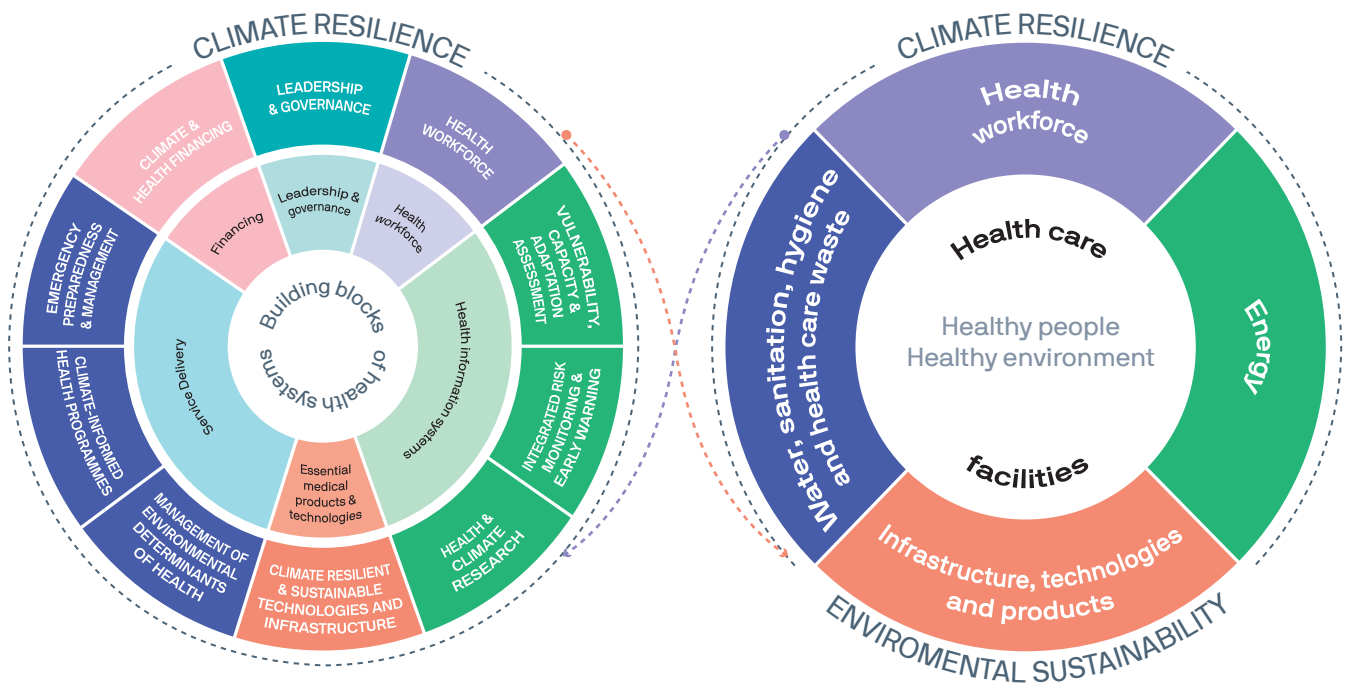 CLIMATE RESILIENCE
LEADERSHIP
& GOVERNANCE
HEALTH
WORKFORCE
VULNERABILITY,
CAPACITY &
ADAPTATION
ASSESSMENT
INTEGRATED RISK
MONITORING &
EARLY WARNING
HEALTH &
CLIMATE
RESEARCH
CLIMATE RESILIENT
& SUSTAINABLE
TECHNOLOGIES AND
INFRASTRUCTURE
MANAGEMENT OF
ENVIRONMENTAL
DETERMINANTS
OF HEALTH
CLIMATE-INFORMED
HEALTH PROGRAMMES
EMERGENCY
PREPAREDNESS
& MANAGEMENT
CLIMATE &
HEALTH FINANCING
Leadership &
governance
Health
workforce
Health information systems
Essential
medical
products &
technologies
Service Delivery
Financing
Building blocks
of health systems
CLIMATE RESILIENCE
Health
workforce
Energy
Infrastructure, technologies
and products
Water, sanitation, hygiene
and health care waste
Health care
Healthy people
Healthy environment
facilities
ENVIROMENTAL SUSTAINABILITY